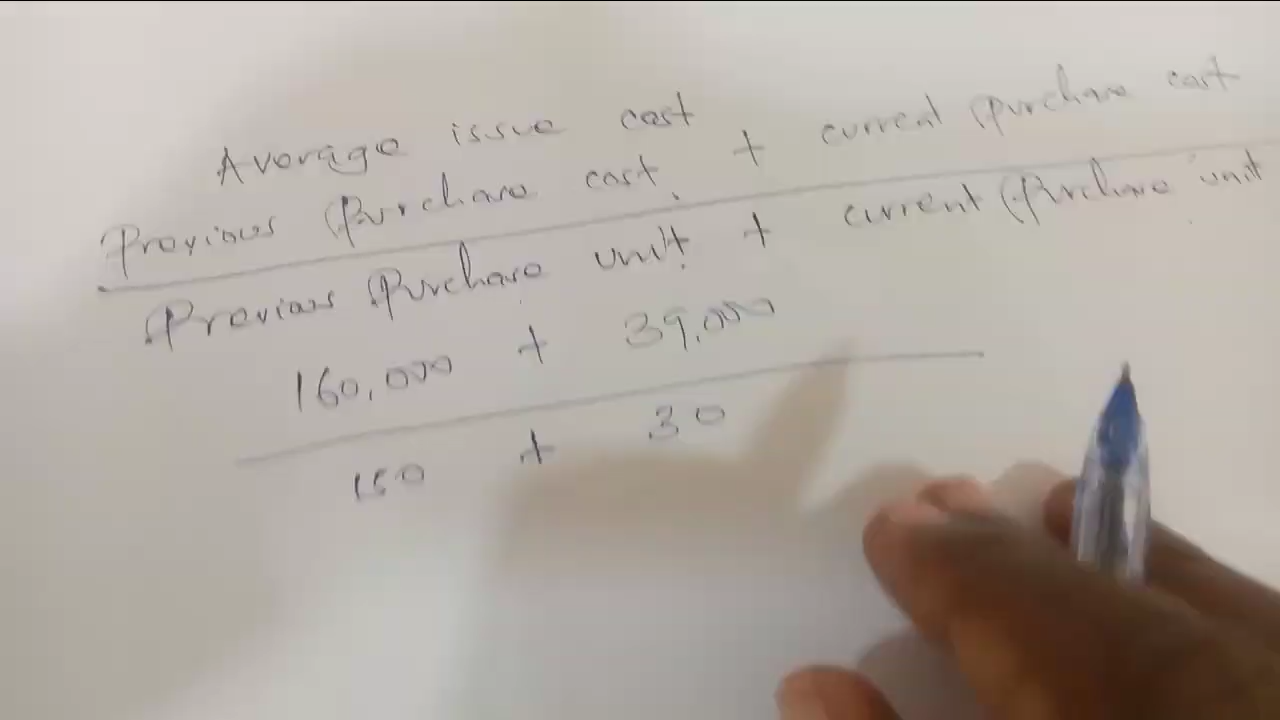 Average issue cost
Previous Purchase cost + current Purchase cost
Previous Purchase unit + current Purchase unit
160,000 + 39,000
150 + 30